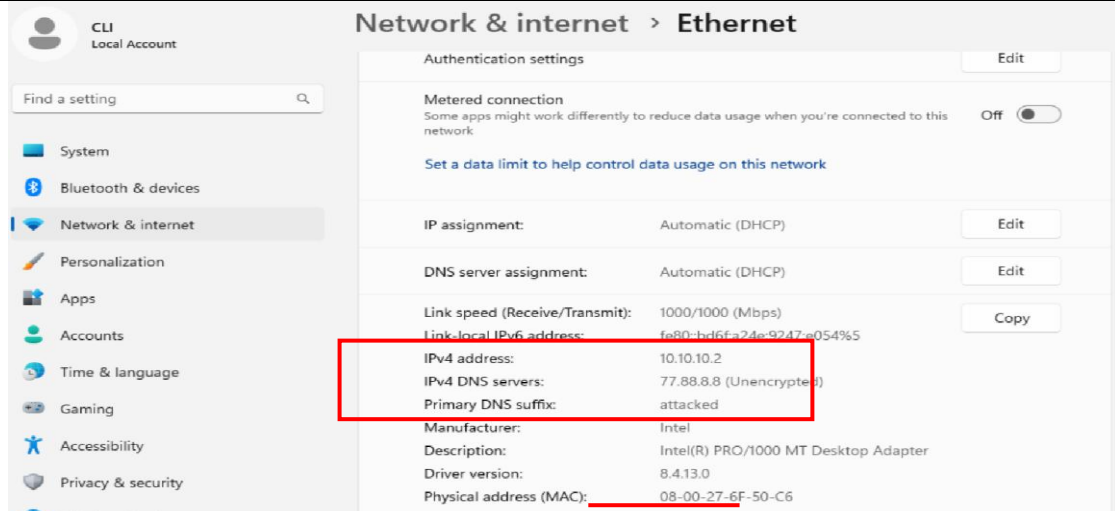 CLI
Local Account
Find a setting
System
Bluetooth & devices
Network & internet
Personalization
Apps
Accounts
Time & language
Gaming
Accessibility
Privacy & security
Network & internet > Ethernet
Authentication settings
Edit
Metered connection
Some apps might work differently to reduce data usage when you're connected to this
network
Off
Set a data limit to help control data usage on this network
IP assignment: Automatic (DHCP)
Edit
DNS server assignment: Automatic (DHCP)
Edit
Link speed (Receive/Transmit): 1000/1000 (Mbps)
Copy
Link-local IPv6 address: fe80::bd6f:a24e:9247:e054%5
IPv4 address: 10.10.10.2
IPv4 DNS servers: 77.88.8.8 (Unencrypted)
Primary DNS suffix: attacked
Manufacturer: Intel
Description: Intel(R) PRO/1000 MT Desktop Adapter
Driver version: 8.4.13.0
Physical address (MAC): 08-00-27-6F-50-C6